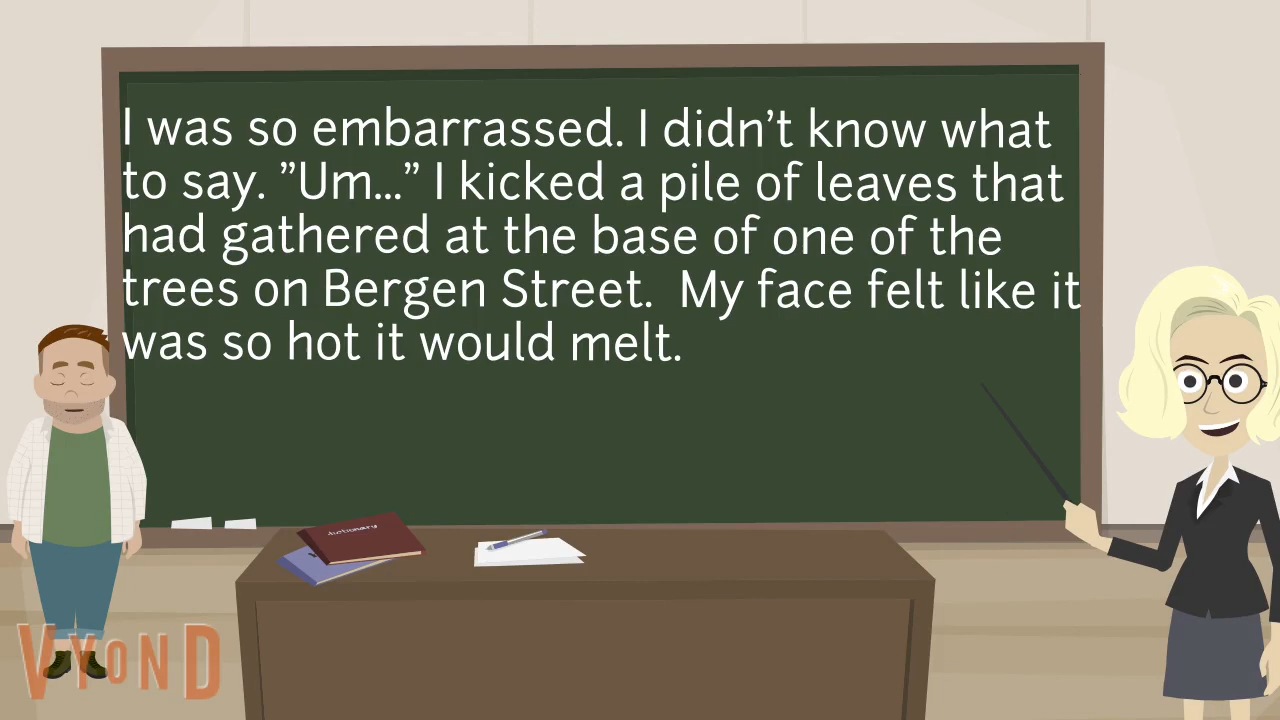 I was so embarrassed. I didn’t know what
to say. ”Um...” I kicked a pile of leaves that
had gathered at the base of one of the
trees on Bergen Street.  My face felt like it
was so hot it would melt.
dictionary
VYOND